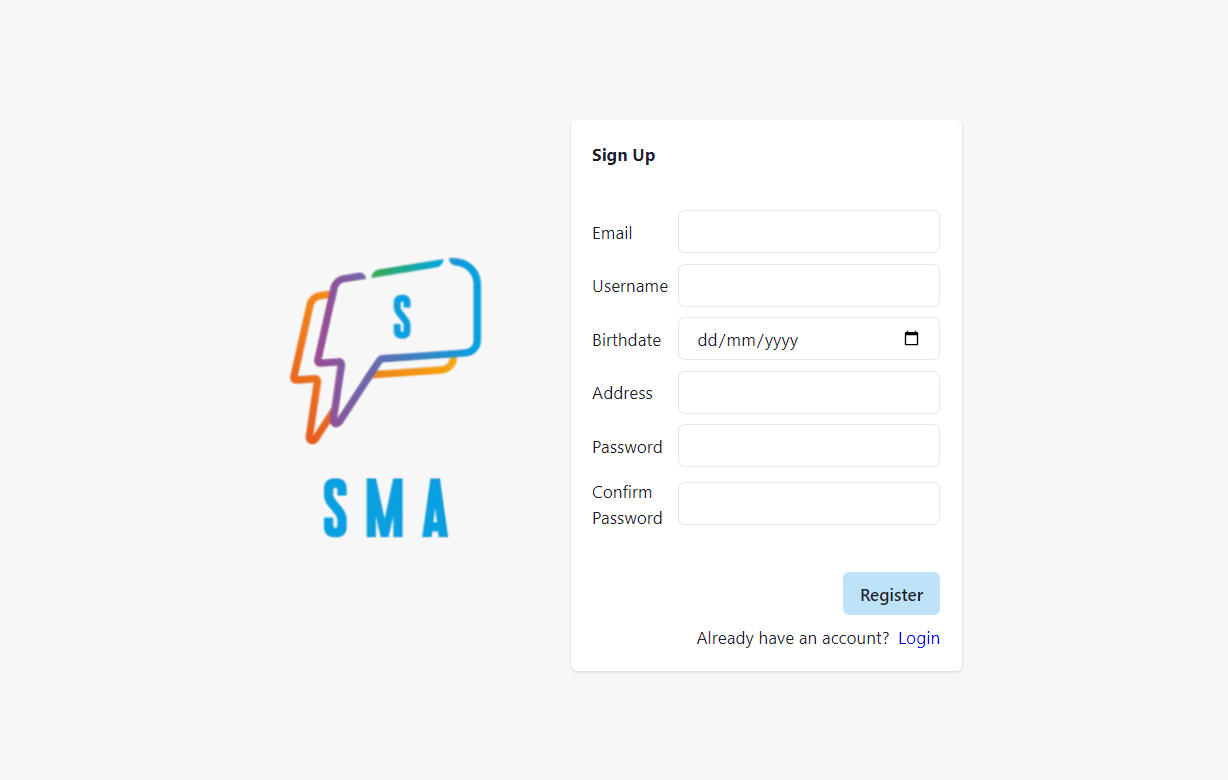 S
SMA
Sign Up
Email
Username
Birthdate
dd/mm/yyyy
Address
Password
Confirm
Password
Register
Already have an account? Login